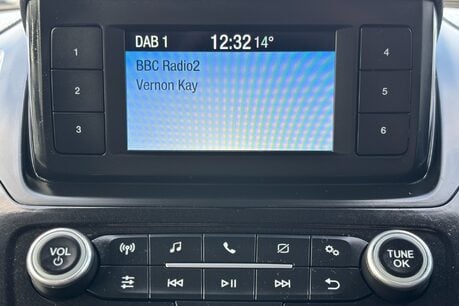 DAB 1 12:32 14°
BBC Radio2
Vernon Kay
1
4
2
5
3
6
VOL
TUNE
OK